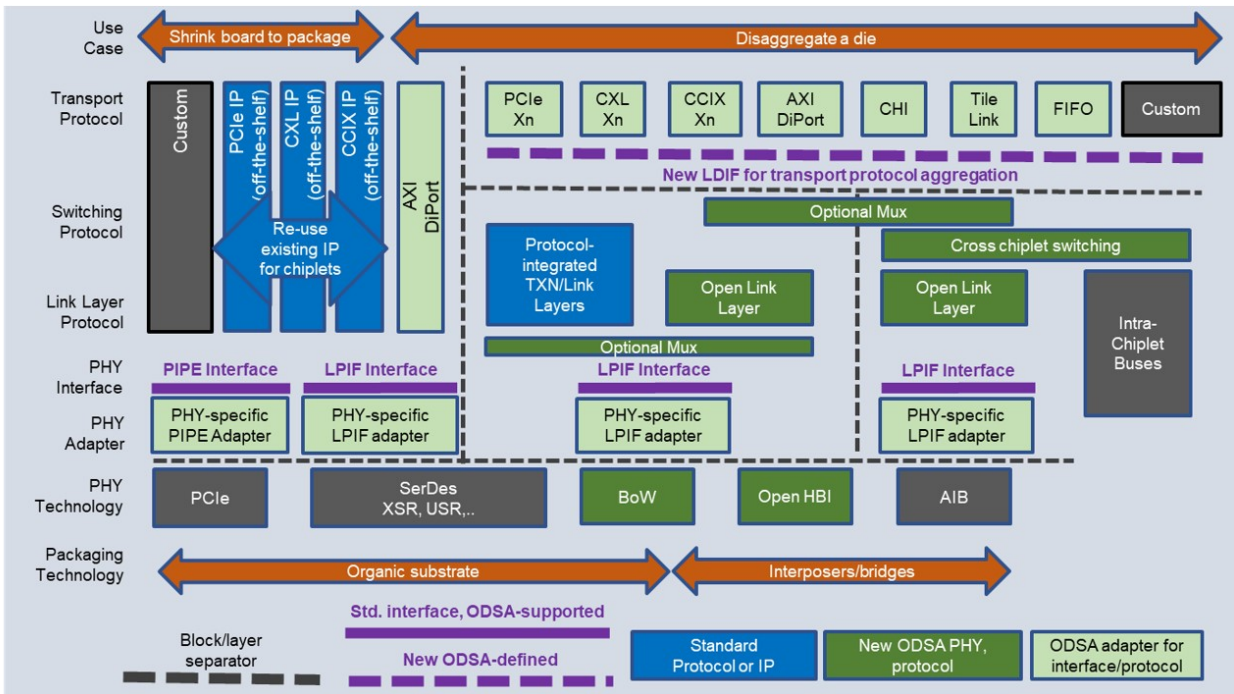 Use
Case
Shrink board to package
Disaggregate a die
Transport
Protocol
Custom
PCIe IP
(off-the-shelf)
CXL IP
(off-the-shelf)
CCIX IP
(off-the-shelf)
AXI
DiPort
PCIe
Xn
CXL
Xn
CCIX
Xn
AXI
DiPort
CHI
Tile
Link
FIFO
Custom
New LDIF for transport protocol aggregation
Switching
Protocol
Re-use
existing IP
for chiplets
Protocol-
integrated
TXN/Link
Layers
Optional Mux
Cross chiplet switching
Link Layer
Protocol
Open Link
Layer
Open Link
Layer
Intra-
Chiplet
Buses
Optional Mux
PHY
Interface
PIPE Interface
LPIF Interface
LPIF Interface
LPIF Interface
PHY
Adapter
PHY-specific
PIPE Adapter
PHY-specific
LPIF adapter
PHY-specific
LPIF adapter
PHY-specific
LPIF adapter
PHY
Technology
PCIe
SerDes
XSR, USR,..
BoW
Open HBI
AIB
Packaging
Technology
Organic substrate
Interposers/bridges
Block/layer
separator
Std. interface, ODSA-supported
New ODSA-defined
Standard
Protocol or IP
New ODSA PHY,
protocol
ODSA adapter for
interface/protocol